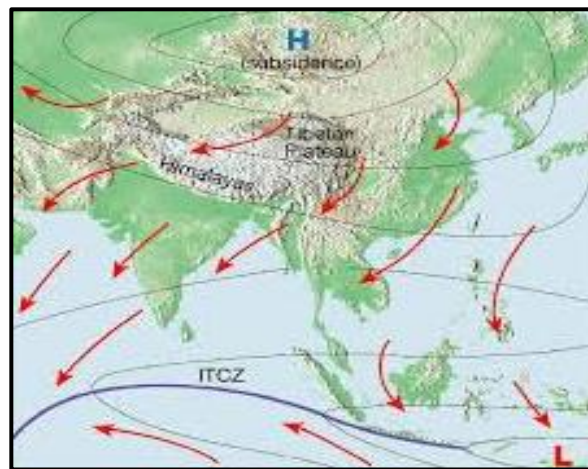 H
(subsidence)
Tibetan
Plateau
Himalayas
ITCZ
L